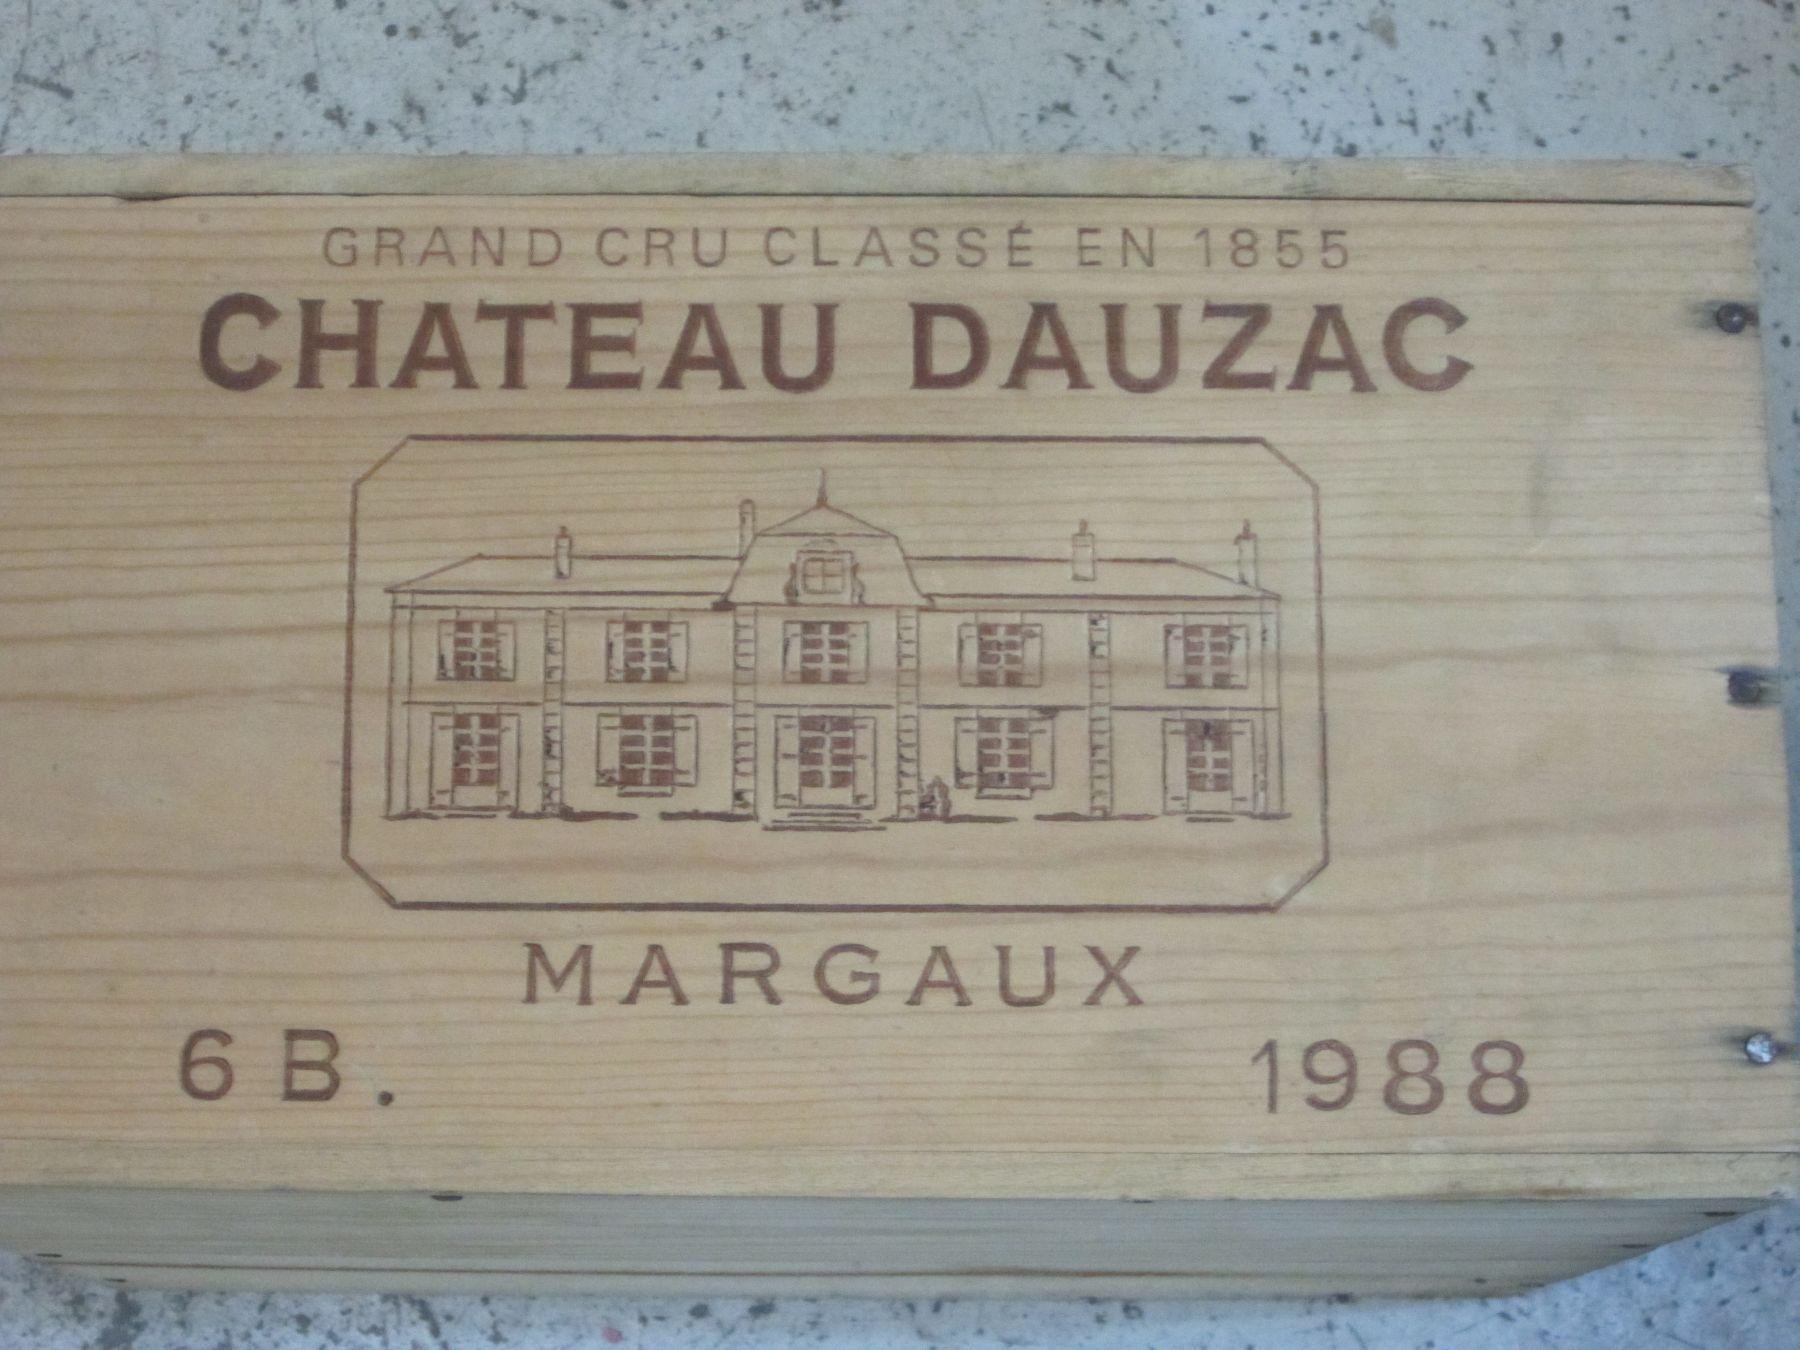 GRAND CRU CLASSÉ EN 1855
CHATEAU DAUZAC
MARGAUX
6 B. 1988